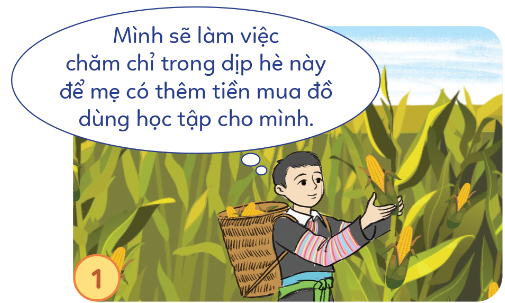 Mình sẽ làm việc
chăm chỉ trong dịp hè này
để mẹ có thêm tiền mua đồ
dùng học tập cho mình.
1